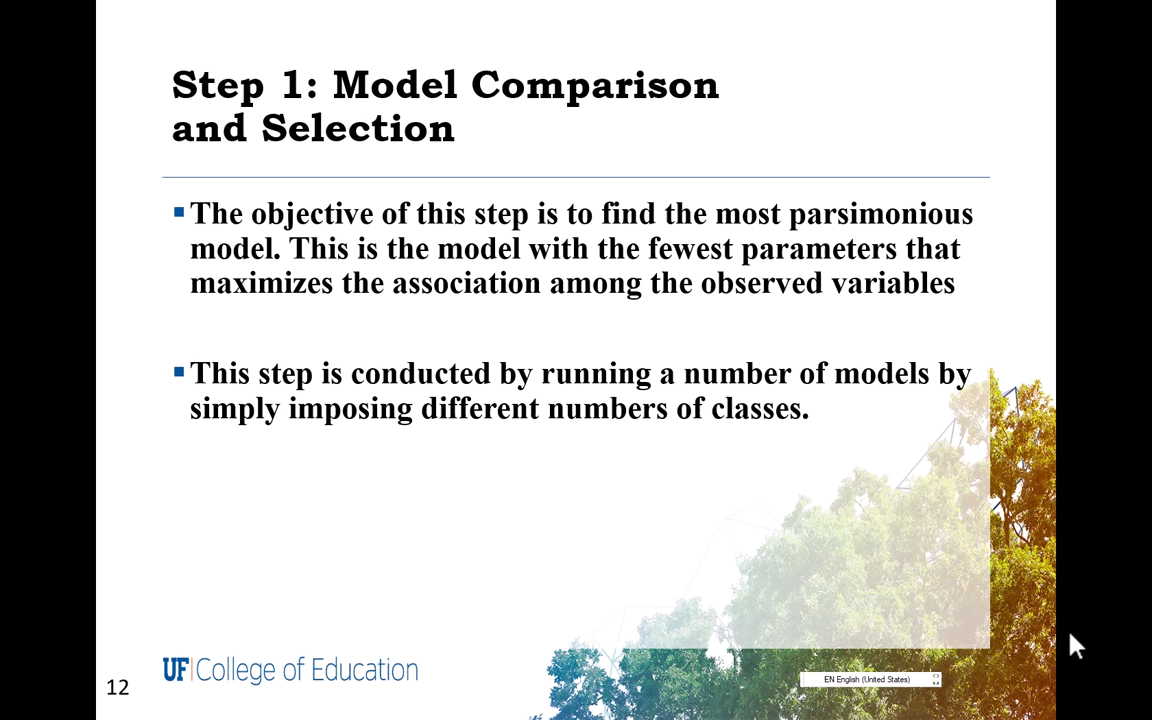 Step 1: Model Comparison
and Selection
▪The objective of this step is to find the most parsimonious
model. This is the model with the fewest parameters that
maximizes the association among the observed variables
▪This step is conducted by running a number of models by
simply imposing different numbers of classes.
UF College of Education
EN English (United States)
12